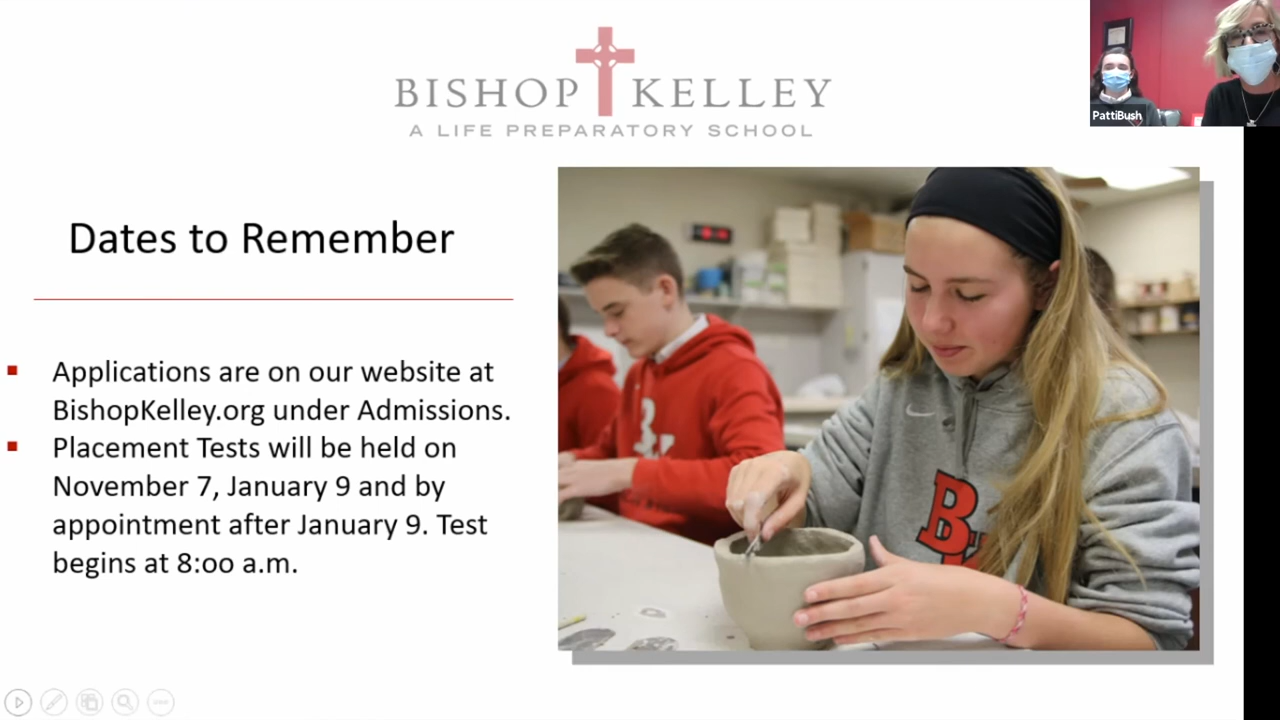 BISHOP KELLEY
A LIFE PREPARATORY SCHOOL
PattiBush
Dates to Remember
Applications are on our website at
BishopKelley.org under Admissions.
Placement Tests will be held on
November 7, January 9 and by
appointment after January 9. Test
begins at 8:oo a.m.
B
BK